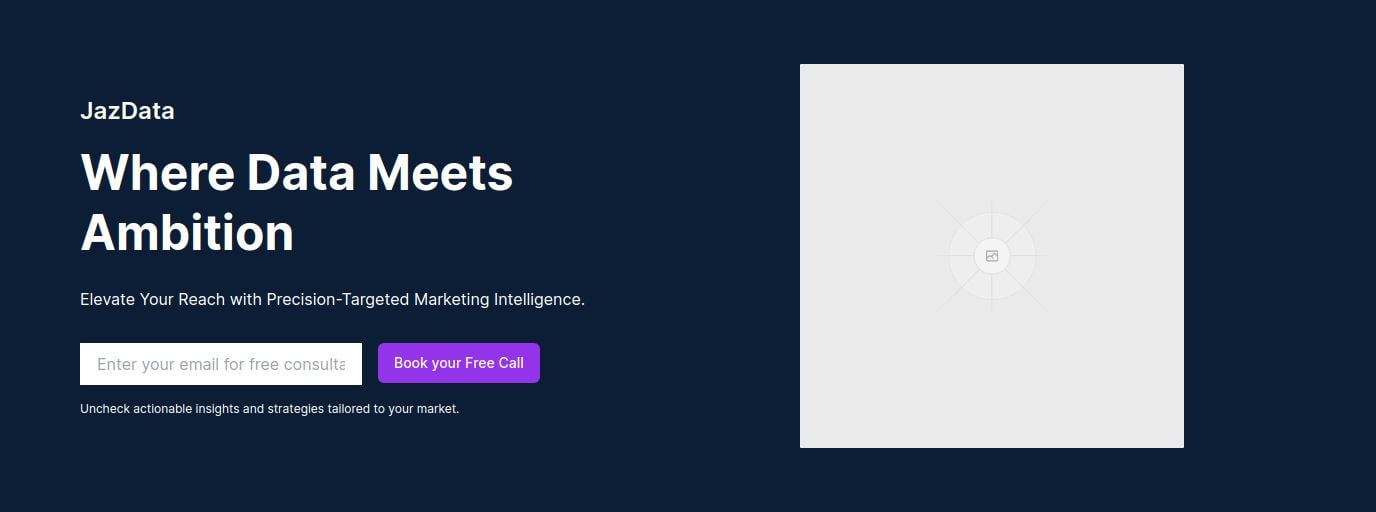 JazData
Where Data Meets
Ambition
Elevate Your Reach with Precision-Targeted Marketing Intelligence.
Enter your email for free consulta
Book your Free Call
Uncheck actionable insights and strategies tailored to your market.